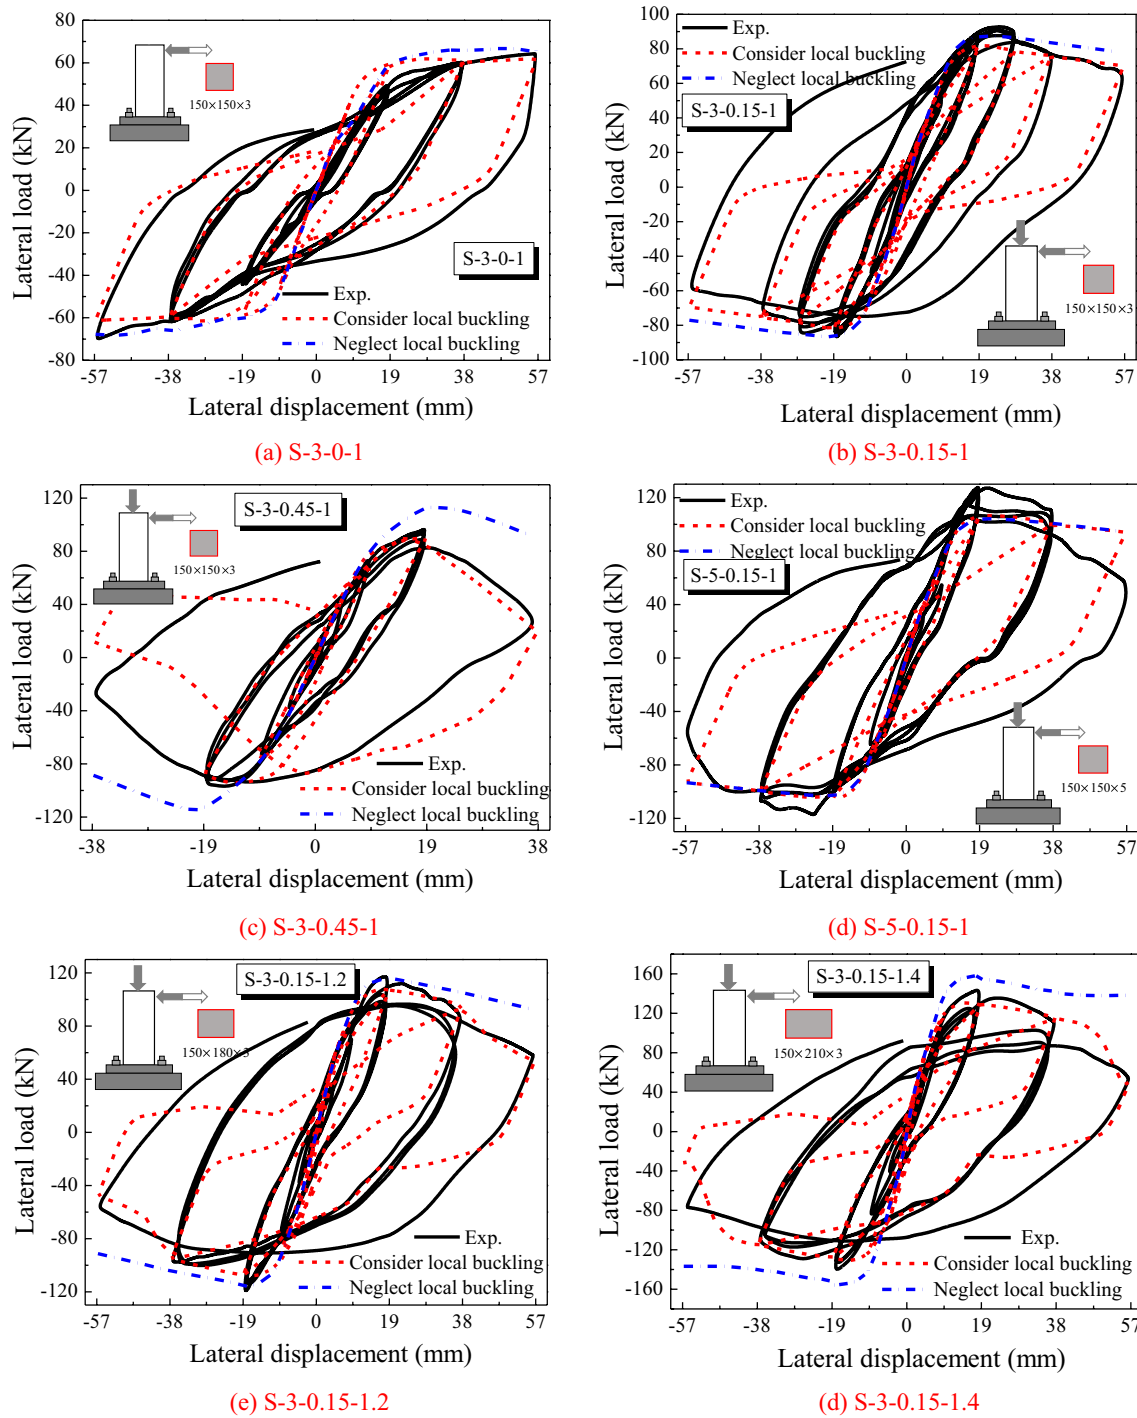 80
60
40
20
0
-20
-40
-60
-80
Lateral load (kN)
150×150×3
S-3-0-1
Exp.
Consider local buckling
Neglect local buckling
-57 -38 -19 0 19 38 57
Lateral displacement (mm)
(a) S-3-0-1
100
80
60
40
20
0
-20
-40
-60
-80
-100
Lateral load (kN)
Exp.
Consider local buckling
Neglect local buckling
S-3-0.15-1
150×150×3
-57 -38 -19 0 19 38 57
Lateral displacement (mm)
(b) S-3-0.15-1
120
80
40
0
-40
-80
-120
Lateral load (kN)
S-3-0.45-1
150×150×3
Exp.
Consider local buckling
Neglect local buckling
-38 -19 0 19 38
Lateral displacement (mm)
(c) S-3-0.45-1
120
80
40
0
-40
-80
-120
Lateral load (kN)
Exp.
Consider local buckling
Neglect local buckling
S-5-0.15-1
150×150×5
-57 -38 -19 0 19 38 57
Lateral displacement (mm)
(d) S-5-0.15-1
120
80
40
0
-40
-80
-120
Lateral load (kN)
S-3-0.15-1.2
150×180×3
Exp.
Consider local buckling
Neglect local buckling
-57 -38 -19 0 19 38 57
Lateral displacement (mm)
(e) S-3-0.15-1.2
160
120
80
40
0
-40
-80
-120
-160
Lateral load (kN)
S-3-0.15-1.4
150×210×3
Exp.
Consider local buckling
Neglect local buckling
-57 -38 -19 0 19 38 57
Lateral displacement (mm)
(d) S-3-0.15-1.4